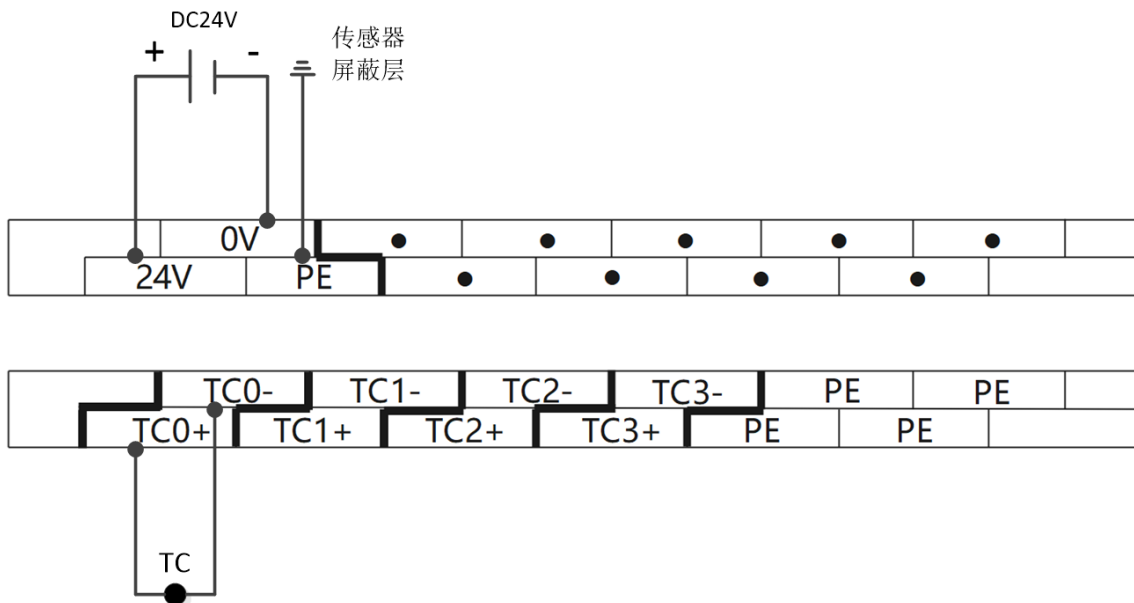 DC24V
+ -
传感器
屏蔽层
0V
24V PE
TC0- TC1- TC2- TC3- PE PE
TC0+ TC1+ TC2+ TC3+ PE PE
TC